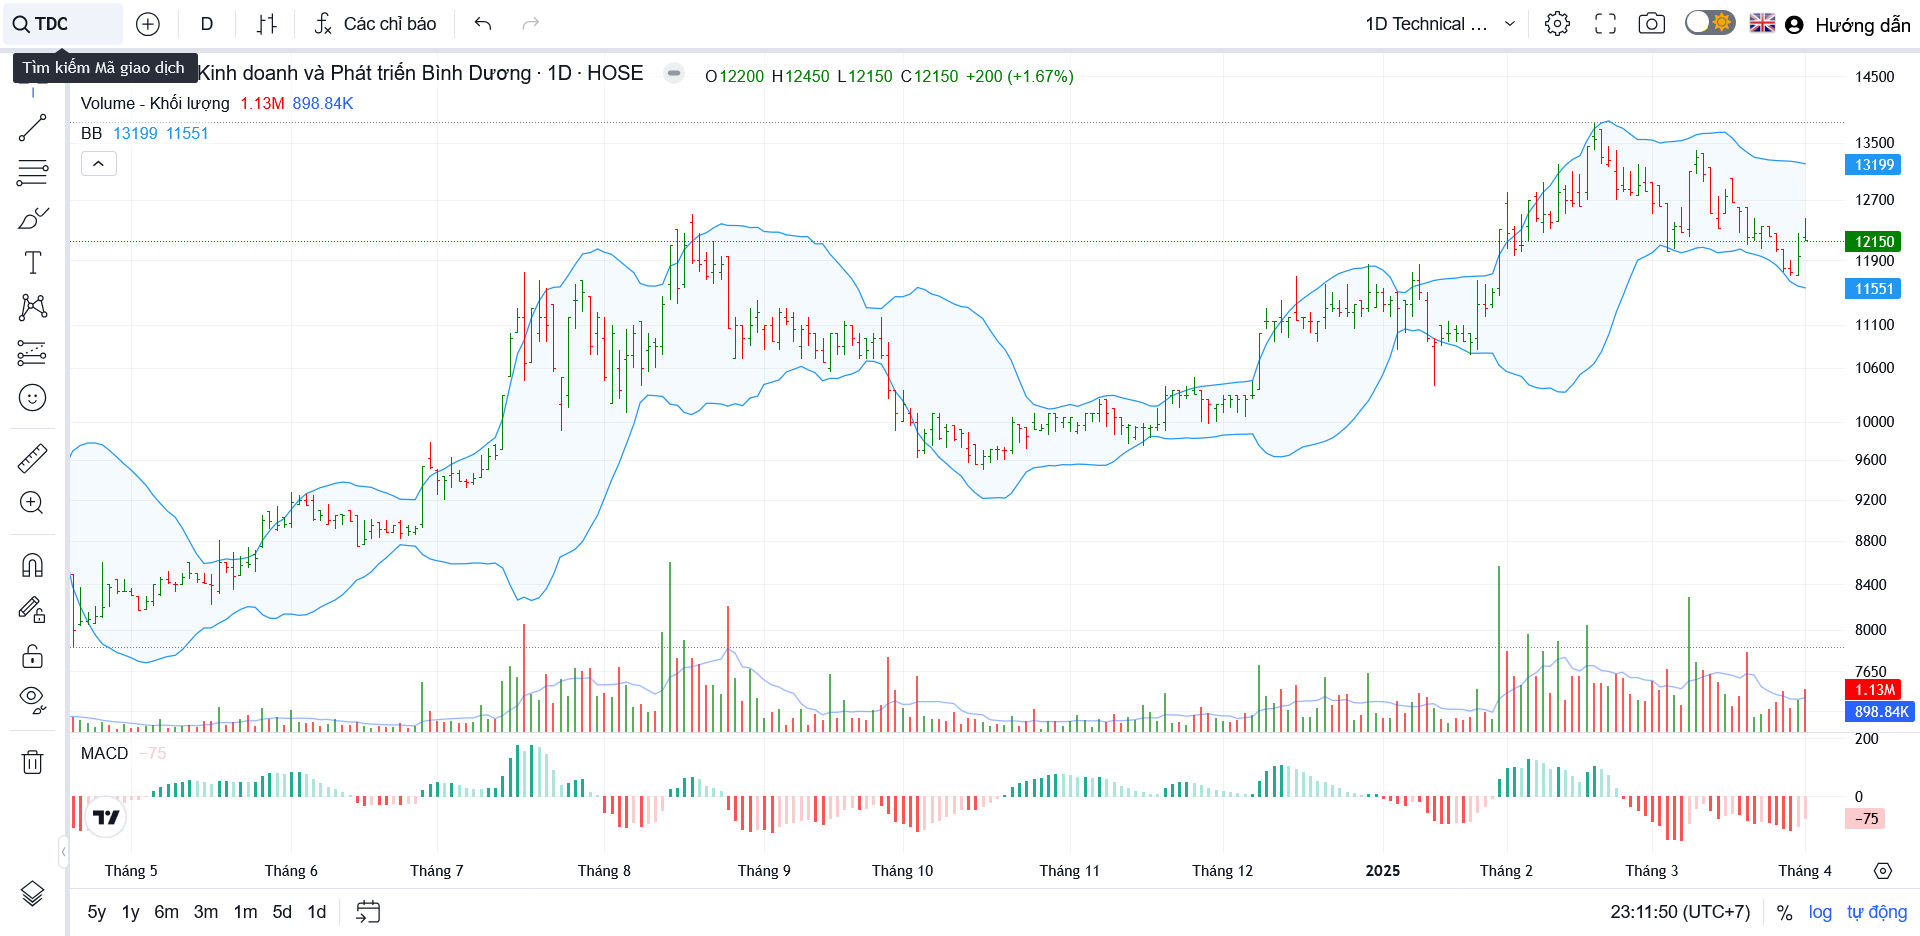 TDC
D
Các chỉ báo
1D Technical ...
Hướng dẫn
Tìm kiếm Mã giao dịch
Kinh doanh và Phát triển Bình Dương · 1D · HOSE
O12200 H12450 L12150 C12150 +200 (+1.67%)
Volume - Khối lượng 1.13M 898.84K
BB 13199 11551
14500
13500
13199
12700
12150
11900
11551
11100
10600
10000
9600
9200
8800
8400
8000
7650
1.13M
898.84K
MACD −75
200
0
−75
Tháng 5 Tháng 6 Tháng 7 Tháng 8 Tháng 9 Tháng 10 Tháng 11 Tháng 12 2025 Tháng 2 Tháng 3 Tháng 4
5y 1y 6m 3m 1m 5d 1d
23:11:50 (UTC+7) % log tự động